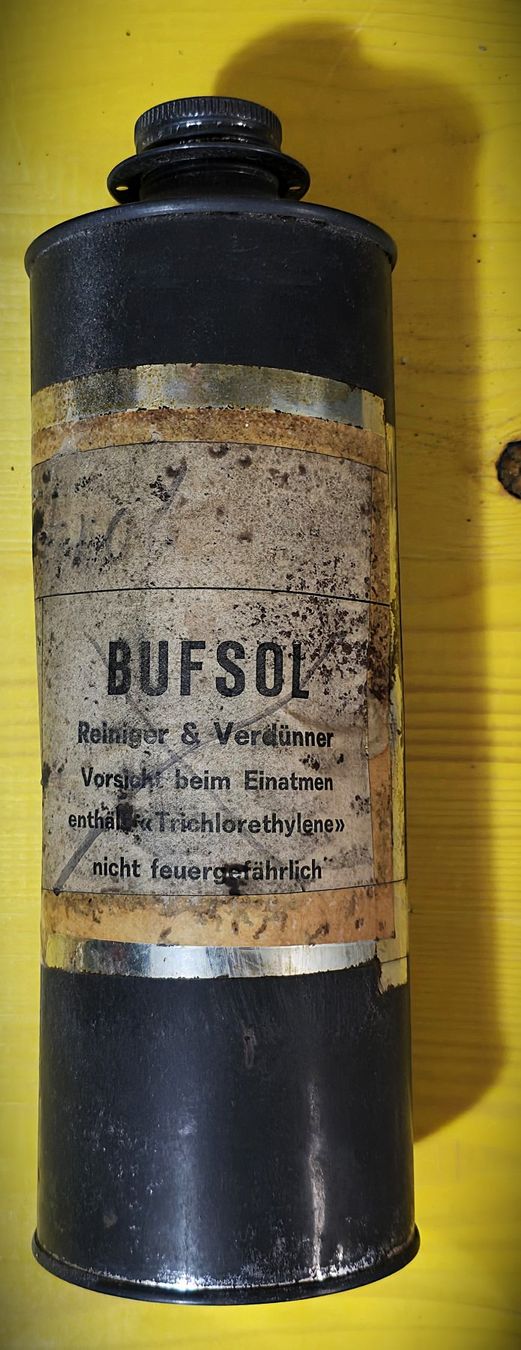 BUFSOL
Reiniger & Verdünner
Vorsicht beim Einatmen
enthält «Trichlorethylene»
nicht feuergefährlich